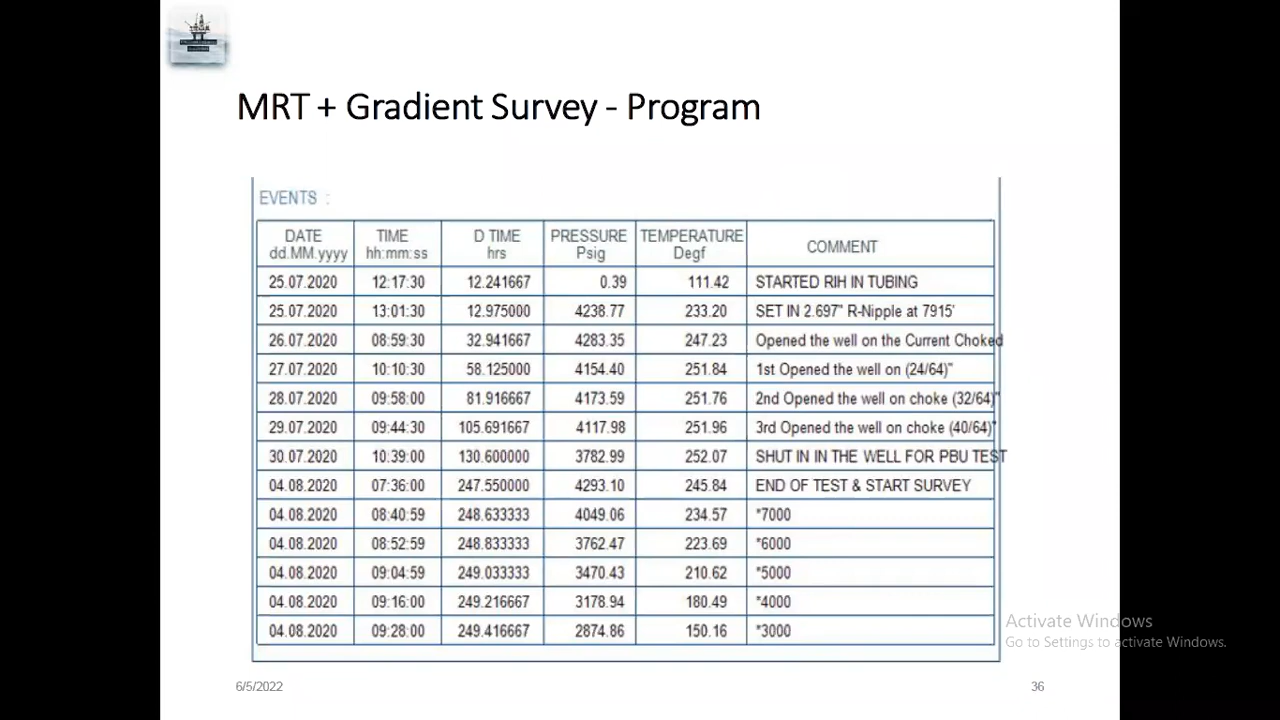 MRT + Gradient Survey - Program
EVENTS :
DATE TIME D TIME PRESSURE TEMPERATURE COMMENT
dd.MM.yyyy hh:mm:ss hrs Psig Degf
25.07.2020 12:17:30 12.241667 0.39 111.42 STARTED RIH IN TUBING
25.07.2020 13:01:30 12.975000 4238.77 233.20 SET IN 2.697" R-Nipple at 7915'
26.07.2020 08:59:30 32.941667 4283.35 247.23 Opened the well on the Current Choked
27.07.2020 10:10:30 58.125000 4154.40 251.84 1st Opened the well on (24/64)"
28.07.2020 09:58:00 81.916667 4173.59 251.76 2nd Opened the well on choke (32/64)"
29.07.2020 09:44:30 105.691667 4117.98 251.96 3rd Opened the well on choke (40/64)"
30.07.2020 10:39:00 130.600000 3782.99 252.07 SHUT IN IN THE WELL FOR PBU TEST
04.08.2020 07:36:00 247.550000 4293.10 245.84 END OF TEST & START SURVEY
04.08.2020 08:40:59 248.633333 4049.06 234.57 *7000
04.08.2020 08:52:59 248.833333 3762.47 223.69 *6000
04.08.2020 09:04:59 249.033333 3470.43 210.62 *5000
04.08.2020 09:16:00 249.216667 3178.94 180.49 *4000
04.08.2020 09:28:00 249.416667 2874.86 150.16 *3000
Activate Windows
Go to Settings to activate Windows.
6/5/2022 36